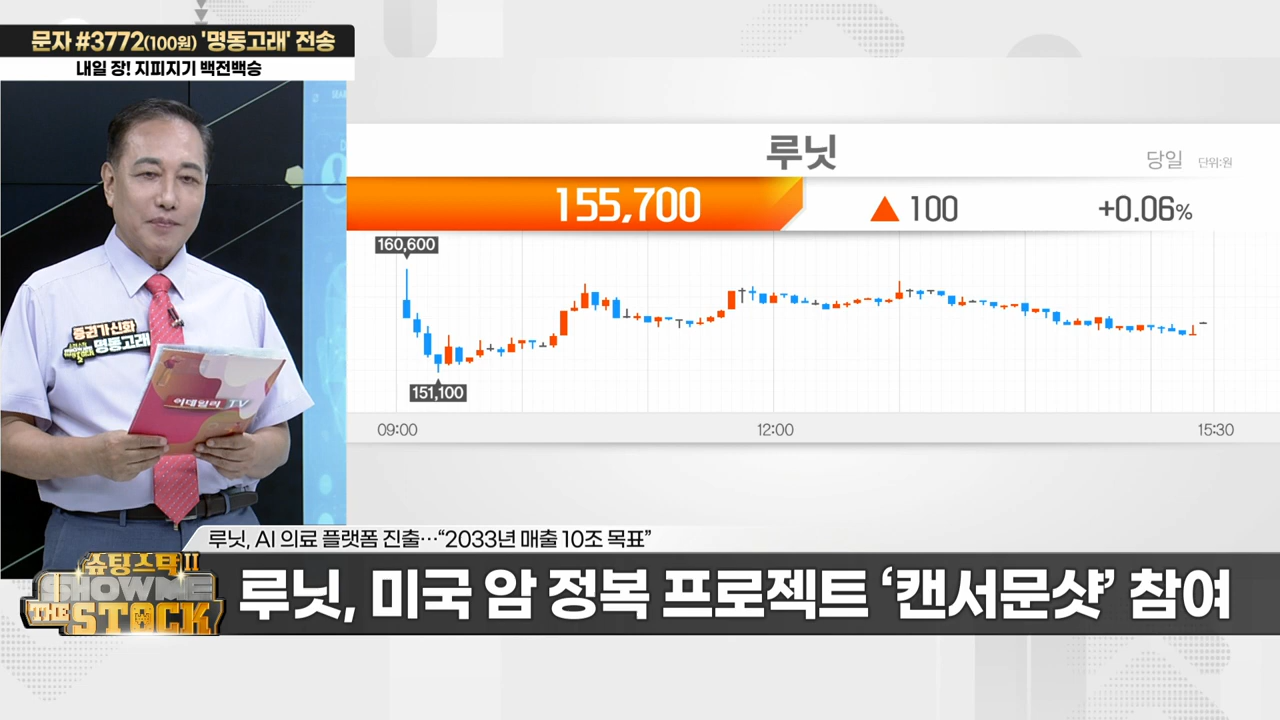 문자 #3772(100원) '명동고래' 전송
내일 장! 지피지기 백전백승
루닛
당일 단위:원
155,700 ▲ 100 +0.06%
160,600
151,100
09:00 12:00 15:30
증권가신화
명동고래
이데일리 TV
루닛, AI 의료 플랫폼 진출…“2033년 매출 10조 목표”
슈팅스탁 II
SHOW ME
THE STOCK
루닛, 미국 암 정복 프로젝트 ‘캔서문샷’ 참여